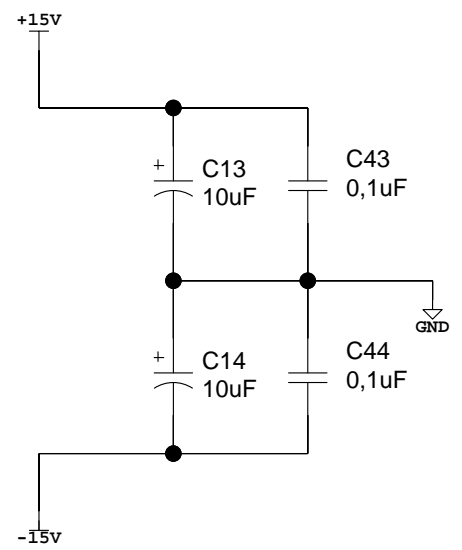 +15V
+
C13
10uF
C43
0,1uF
GND
+
C14
10uF
C44
0,1uF
-15V